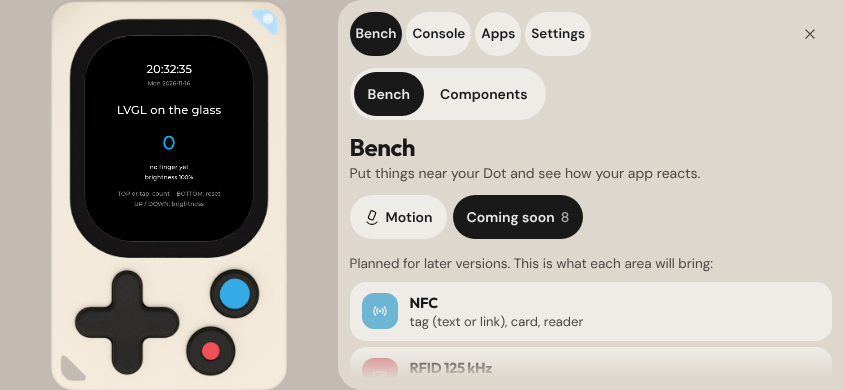 20:32:35
Mon 2026-11-16
LVGL on the glass
0
no finger yet
brightness 100%
TOP or tap: count BOTTOM: reset
UP / DOWN: brightness
Bench Console Apps Settings
Bench Components
Bench
Put things near your Dot and see how your app reacts.
Motion Coming soon 8
Planned for later versions. This is what each area will bring:
NFC
tag (text or link), card, reader
RFID 125 kHz